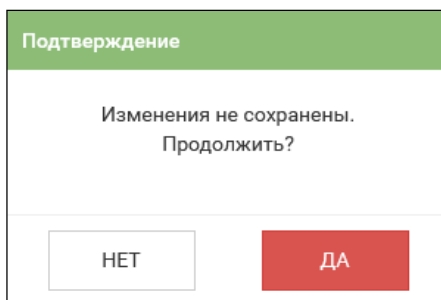 Подтверждение
Изменения не сохранены.
Продолжить?
НЕТ
ДА